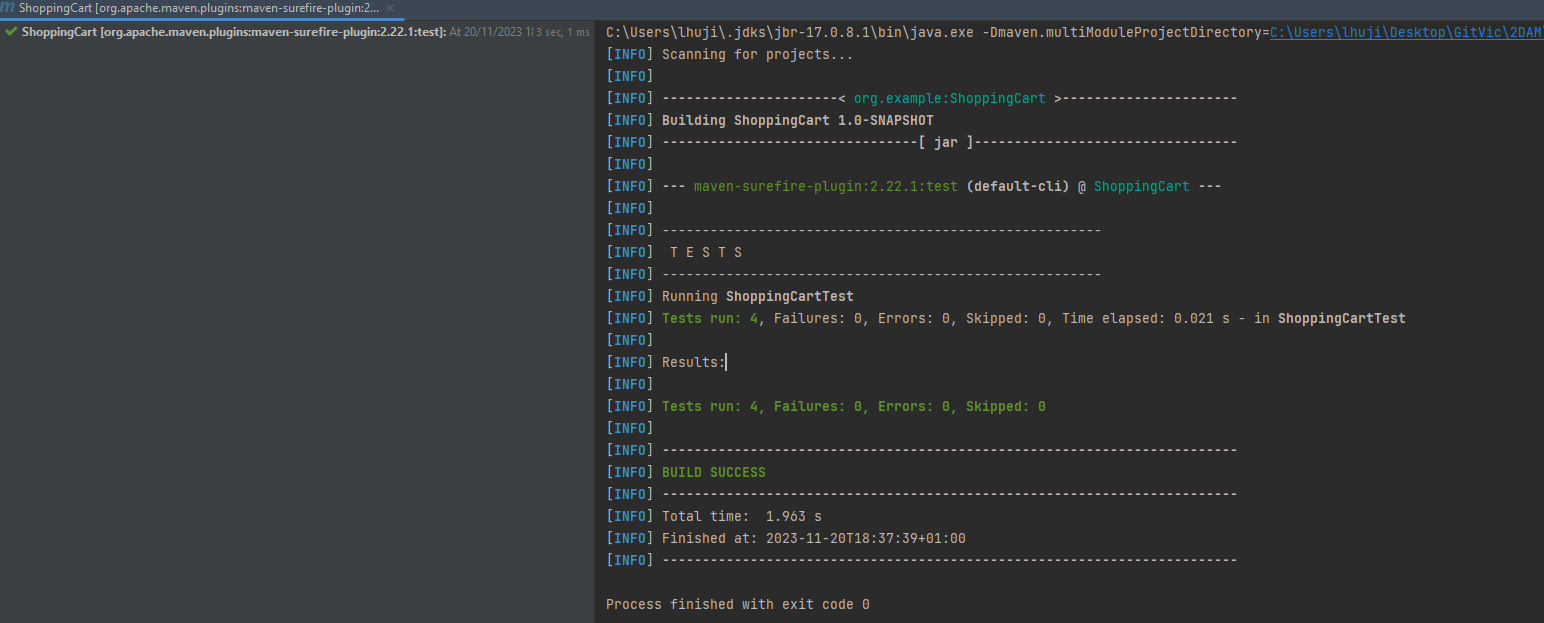 ShoppingCart [org.apache.maven.plugins:maven-surefire-plugin:2...
ShoppingCart [org.apache.maven.plugins:maven-surefire-plugin:2.22.1:test]: At 20/11/2023 1 3 sec, 1 ms
C:\Users\lhuji\.jdks\jbr-17.0.8.1\bin\java.exe -Dmaven.multiModuleProjectDirectory=C:\Users\lhuji\Desktop\GitVic\2DAM
[INFO] Scanning for projects...
[INFO]
[INFO] ----------------------< org.example:ShoppingCart >----------------------
[INFO] Building ShoppingCart 1.0-SNAPSHOT
[INFO] --------------------------------[ jar ]---------------------------------
[INFO]
[INFO] --- maven-surefire-plugin:2.22.1:test (default-cli) @ ShoppingCart ---
[INFO]
[INFO] -------------------------------------------------------
[INFO]  T E S T S
[INFO] -------------------------------------------------------
[INFO] Running ShoppingCartTest
[INFO] Tests run: 4, Failures: 0, Errors: 0, Skipped: 0, Time elapsed: 0.021 s - in ShoppingCartTest
[INFO]
[INFO] Results:
[INFO]
[INFO] Tests run: 4, Failures: 0, Errors: 0, Skipped: 0
[INFO]
[INFO] ------------------------------------------------------------------------
[INFO] BUILD SUCCESS
[INFO] ------------------------------------------------------------------------
[INFO] Total time:  1.963 s
[INFO] Finished at: 2023-11-20T18:37:39+01:00
[INFO] ------------------------------------------------------------------------
Process finished with exit code 0